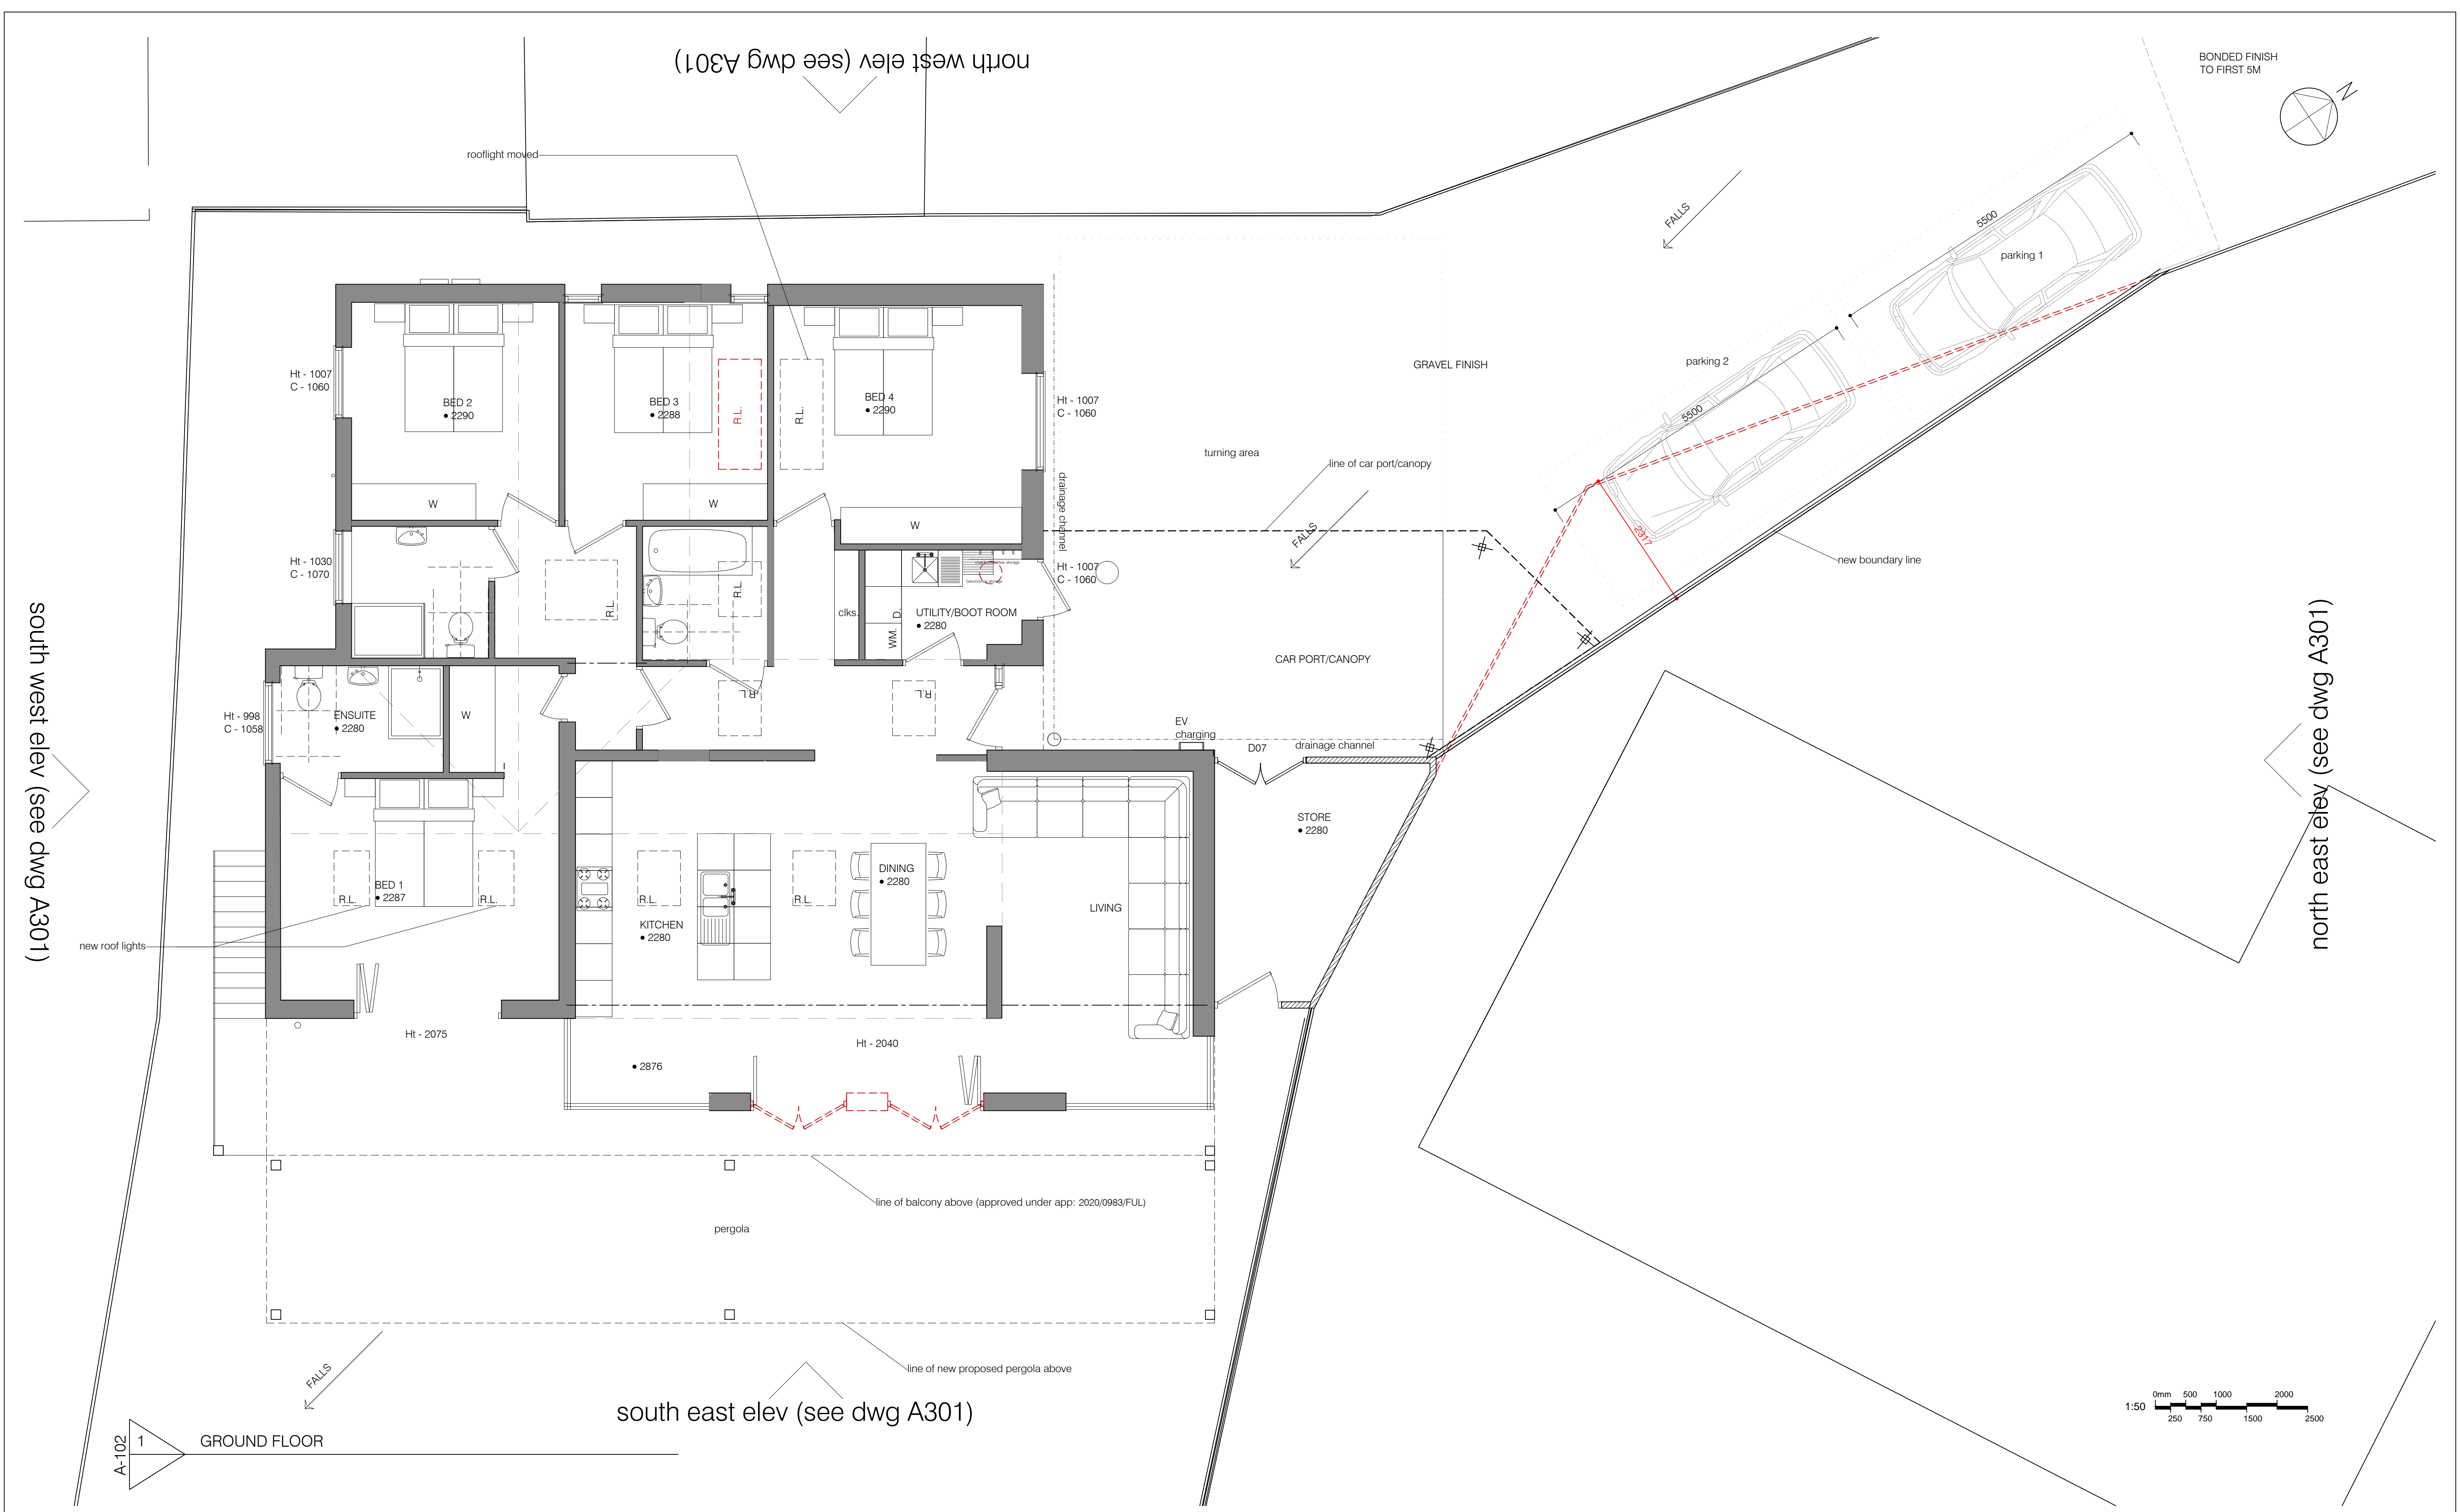 north west elev (see dwg A301)
BONDED FINISH
TO FIRST 5M
N
rooflight moved
FALLS
5500
parking 1
GRAVEL FINISH
parking 2
5500
Ht - 1007
C - 1060
BED 2
2290
BED 3
2288
R.L.
R.L.
BED 4
2290
Ht - 1007
C - 1060
turning area
line of car port/canopy
drainage channel
W
W
W
FALLS
2317
new boundary line
Ht - 1030
C - 1070
R.L.
R.L.
clks.
D.
WM.
benchmarx storage
UTILITY/BOOT ROOM
2280
Ht - 1007
C - 1060
CAR PORT/CANOPY
south west elev (see dwg A301)
north east elev (see dwg A301)
Ht - 998
C - 1058
ENSUITE
2280
W
R.L.
R.L.
EV
charging
D07
drainage channel
STORE
2280
BED 1
2287
R.L.
R.L.
R.L.
R.L.
DINING
2280
KITCHEN
2280
LIVING
new roof lights
Ht - 2075
Ht - 2040
2876
line of balcony above (approved under app: 2020/0983/FUL)
pergola
line of new proposed pergola above
FALLS
south east elev (see dwg A301)
A-102
1
GROUND FLOOR
1:50
0mm 500 1000 2000
250 750 1500 2500